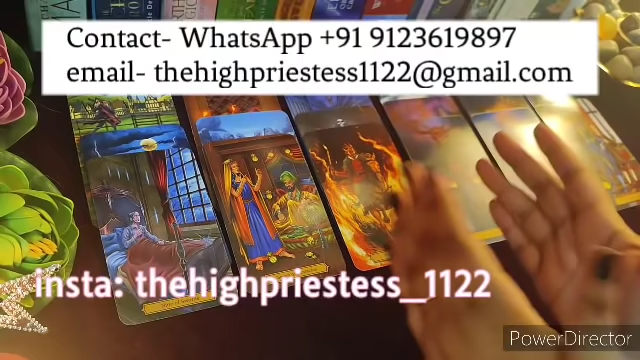 Contact- WhatsApp +91 9123619897
email- thehighpriestess1122@gmail.com
insta: thehighpriestess_1122
PowerDirector